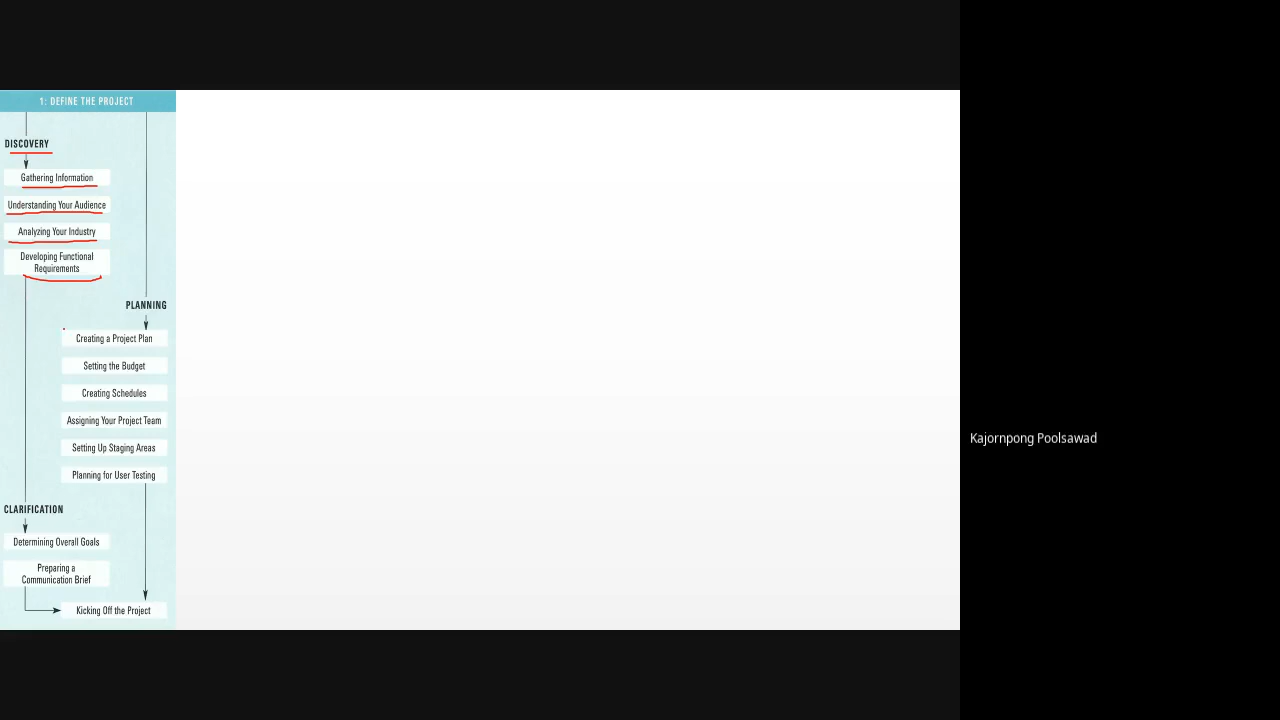 1: DEFINE THE PROJECT
DISCOVERY
Gathering Information
Understanding Your Audience
Analyzing Your Industry
Developing Functional
Requirements
PLANNING
Creating a Project Plan
Setting the Budget
Creating Schedules
Assigning Your Project Team
Setting Up Staging Areas
Planning for User Testing
CLARIFICATION
Determining Overall Goals
Preparing a
Communication Brief
Kicking Off the Project
Kajornpong Poolsawad